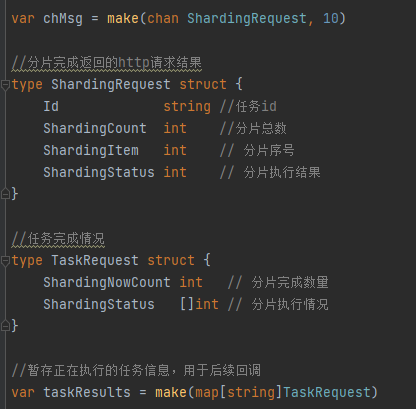 var chMsg = make(chan ShardingRequest, 10)
//分片完成返回的http请求结果
type ShardingRequest struct {
Id string //任务id
ShardingCount int //分片总数
ShardingItem int // 分片序号
ShardingStatus int // 分片执行结果
}
//任务完成情况
type TaskRequest struct {
ShardingNowCount int // 分片完成数量
ShardingStatus []int // 分片执行情况
}
//暂存正在执行的任务信息，用于后续回调
var taskResults = make(map[string]TaskRequest)